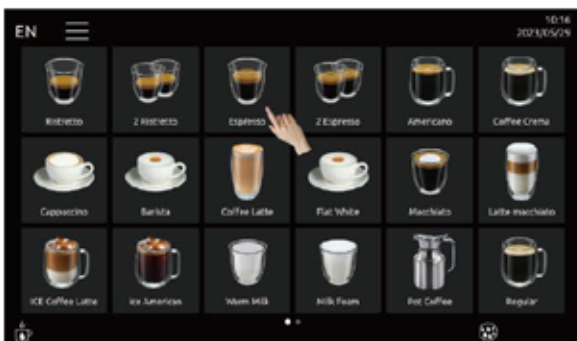 EN
10:16
2023/05/29
Ristretto
2 Ristretto
Espresso
2 Espresso
Americano
Coffee Crema
Cappuccino
Barista
Coffee Latte
Flat White
Macchiato
Latte macchiato
ICE Coffee Latte
Ice American
Warm Milk
Milk Foam
Pot Coffee
Regular